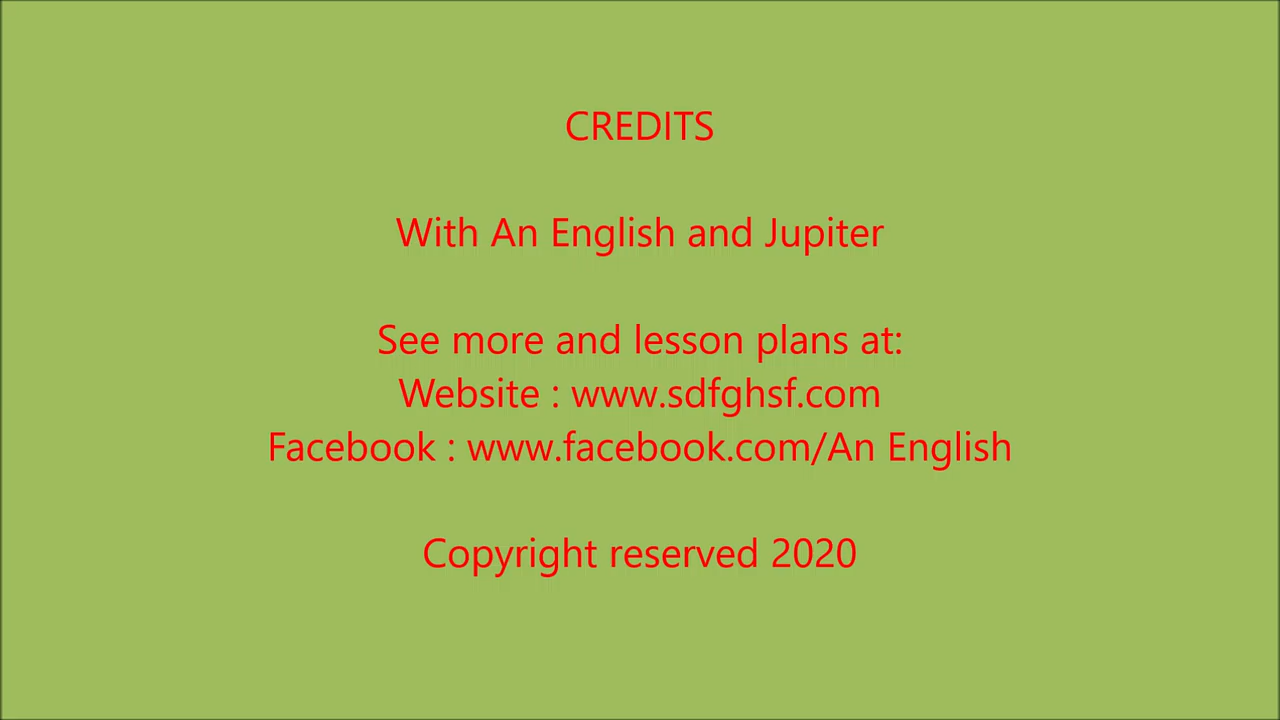 CREDITS
With An English and Jupiter
See more and lesson plans at:
Website : www.sdfghsf.com
Facebook : www.facebook.com/An English
Copyright reserved 2020